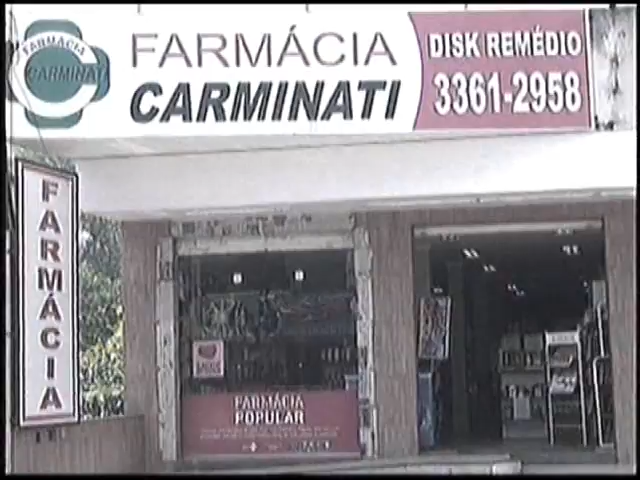 FARMÁCIA
CARMINATI
FARMÁCIA
CARMINATI
DISK REMÉDIO
3361-2958
FARMÁCIA
FARMÁCIA
POPULAR